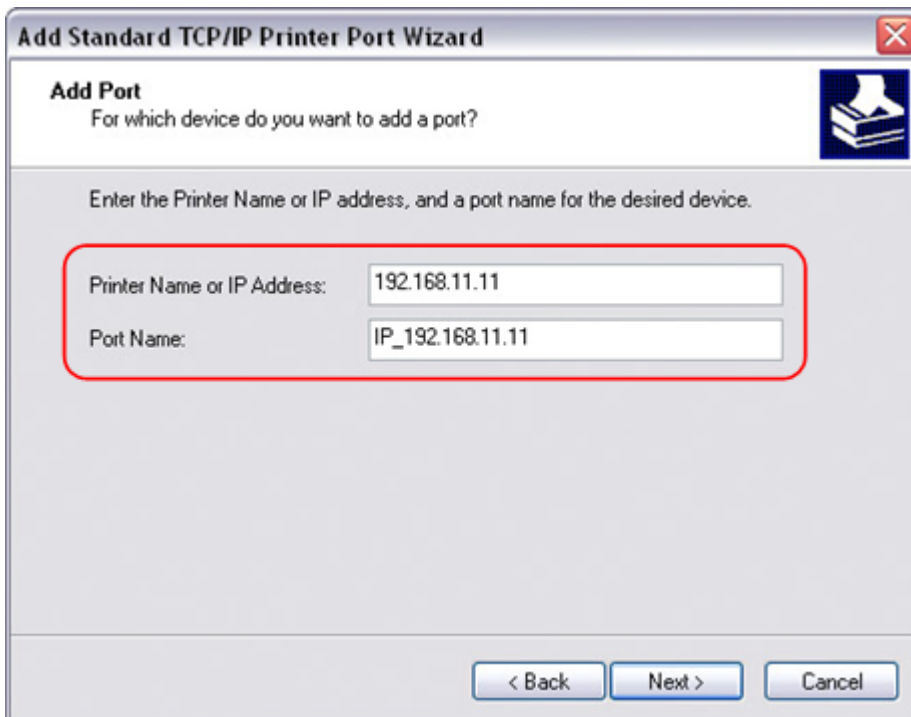 Add Standard TCP/IP Printer Port Wizard
Add Port
For which device do you want to add a port?
Enter the Printer Name or IP address, and a port name for the desired device.
Printer Name or IP Address: 192.168.11.11
Port Name: IP_192.168.11.11
< Back Next > Cancel